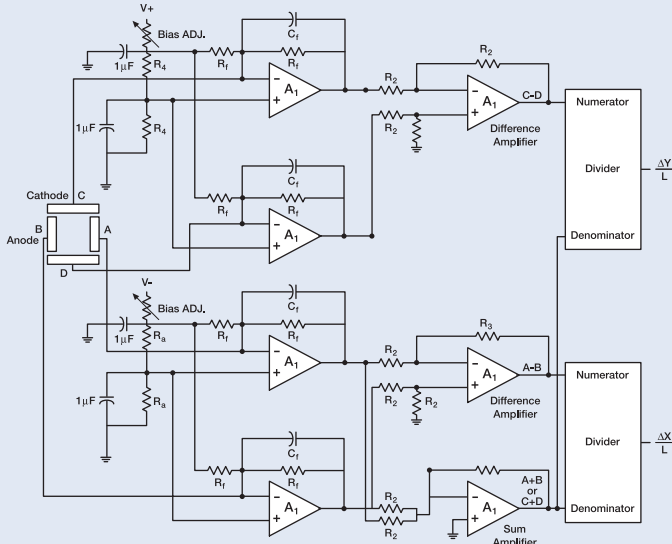 V+
Bias ADJ.
1µF
R4
Rf
Cf
Rf
A1
−
+
1µF
R4
R2
R2
R2
A1
−
+
C-D
Difference
Amplifier
Numerator
Divider
Denominator
ΔY
L
Cathode C
B
Anode
A
D
Rf
Cf
Rf
A1
−
+
V-
Bias ADJ.
1µF
Ra
Rf
Cf
Rf
A1
−
+
1µF
Ra
R2
R2
R2
R3
A1
−
+
A-B
Difference
Amplifier
Numerator
Divider
Denominator
ΔX
L
Rf
Cf
Rf
A1
−
+
R2
R2
A1
−
+
A+B
or
C+D
Sum
Amplifier